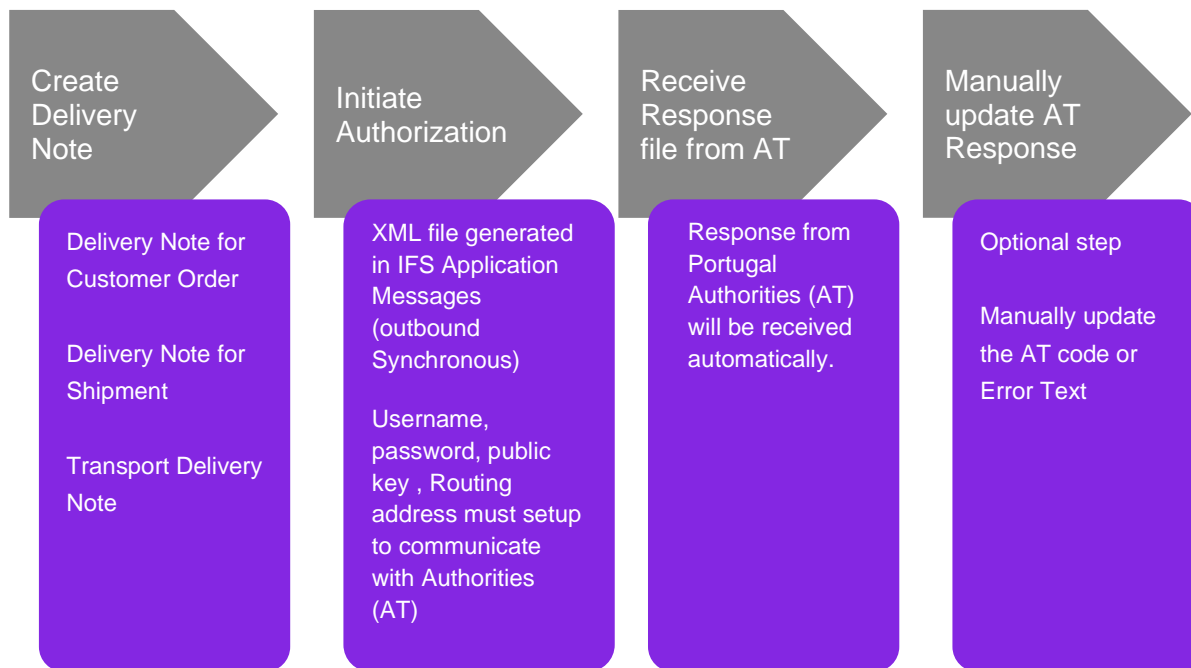 Create
Delivery
Note
Delivery Note for
Customer Order
Delivery Note for
Shipment
Transport Delivery
Note
Initiate
Authorization
XML file generated
in IFS Application
Messages
(outbound
Synchronous)
Username,
password, public
key , Routing
address must setup
to communicate
with Authorities
(AT)
Receive
Response
file from AT
Response from
Portugal
Authorities (AT)
will be received
automatically.
Manually
update AT
Response
Optional step
Manually update
the AT code or
Error Text